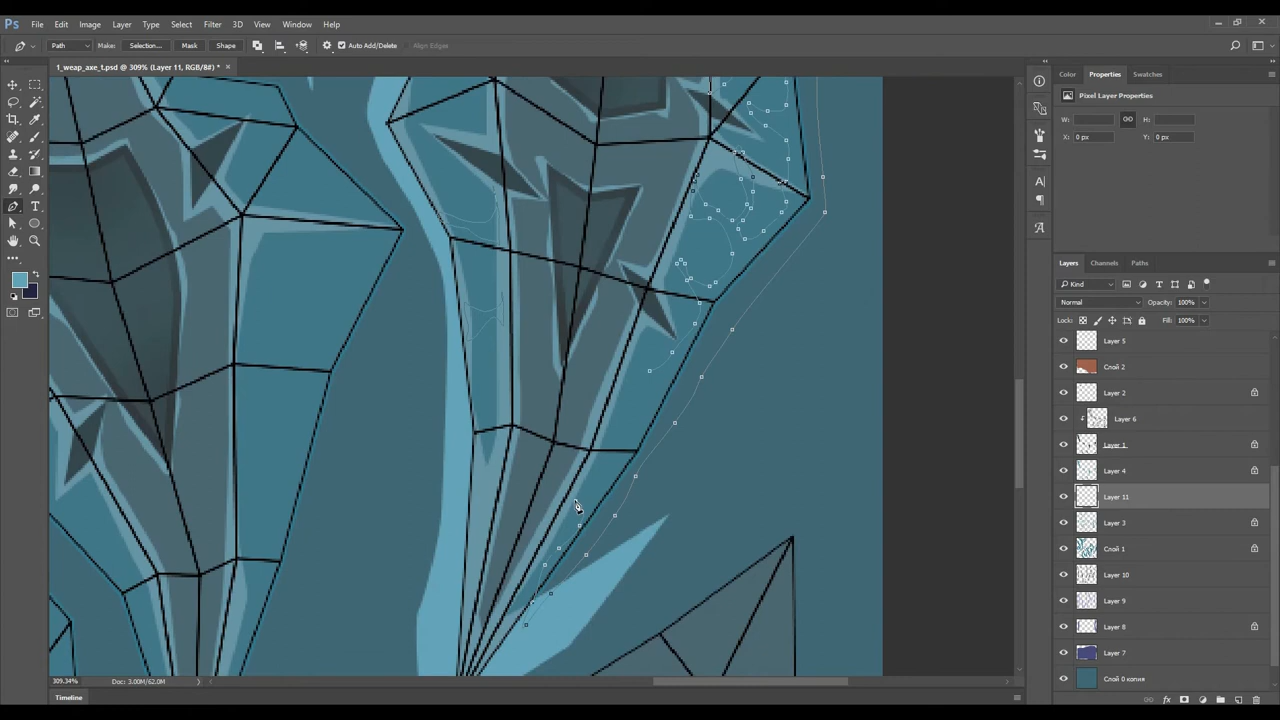 Ps File Edit Image Layer Type Select Filter 3D View Window Help
Path Make: Selection... Mask Shape Auto Add/Delete Align Edges
1_weap_axe_t.psd @ 309% (Layer 11, RGB/8#) * ×
Color Properties Swatches
Pixel Layer Properties
W: H:
X: 0 px Y: 0 px
Layers Channels Paths
Kind
Normal Opacity: 100%
Lock: Fill: 100%
Layer 5
Слой 2
Layer 2
Layer 6
Layer 1
Layer 4
Layer 11
Layer 3
Слой 1
Layer 10
Layer 9
Layer 8
Layer 7
Слой 0 копия
309.34% Doc: 3.00M/62.0M
Timeline